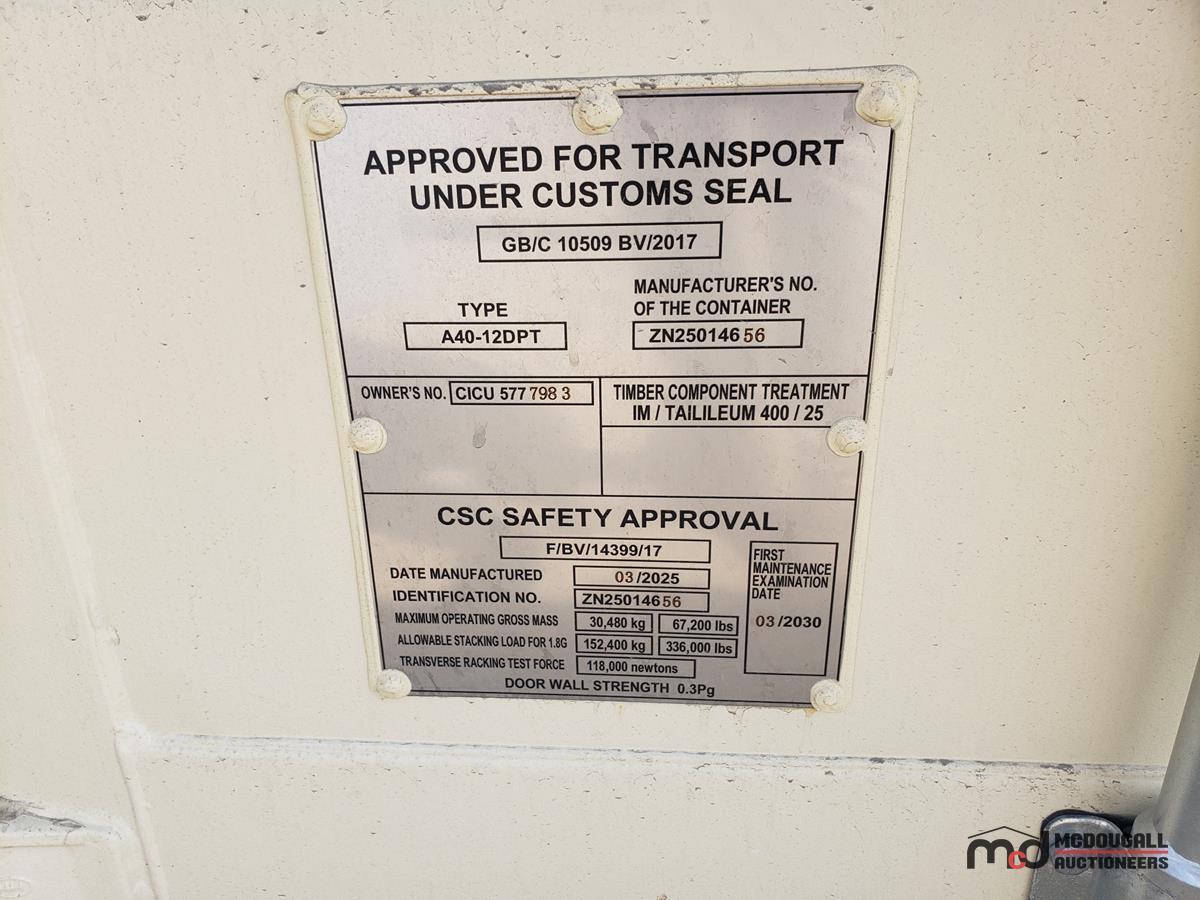 APPROVED FOR TRANSPORT
UNDER CUSTOMS SEAL
GB/C 10509 BV/2017
TYPE
A40-12DPT
MANUFACTURER'S NO.
OF THE CONTAINER
ZN25014656
OWNER'S NO. CICU 577 798 3
TIMBER COMPONENT TREATMENT
IM / TAILILEUM 400 / 25
CSC SAFETY APPROVAL
F/BV/14399/17
DATE MANUFACTURED 03/2025
IDENTIFICATION NO. ZN25014656
MAXIMUM OPERATING GROSS MASS 30,480 kg 67,200 lbs
ALLOWABLE STACKING LOAD FOR 1.8G 152,400 kg 336,000 lbs
TRANSVERSE RACKING TEST FORCE 118,000 newtons
DOOR WALL STRENGTH 0.3Pg
FIRST
MAINTENANCE
EXAMINATION
DATE
03/2030
mcd MCDOUGALL
AUCTIONEERS